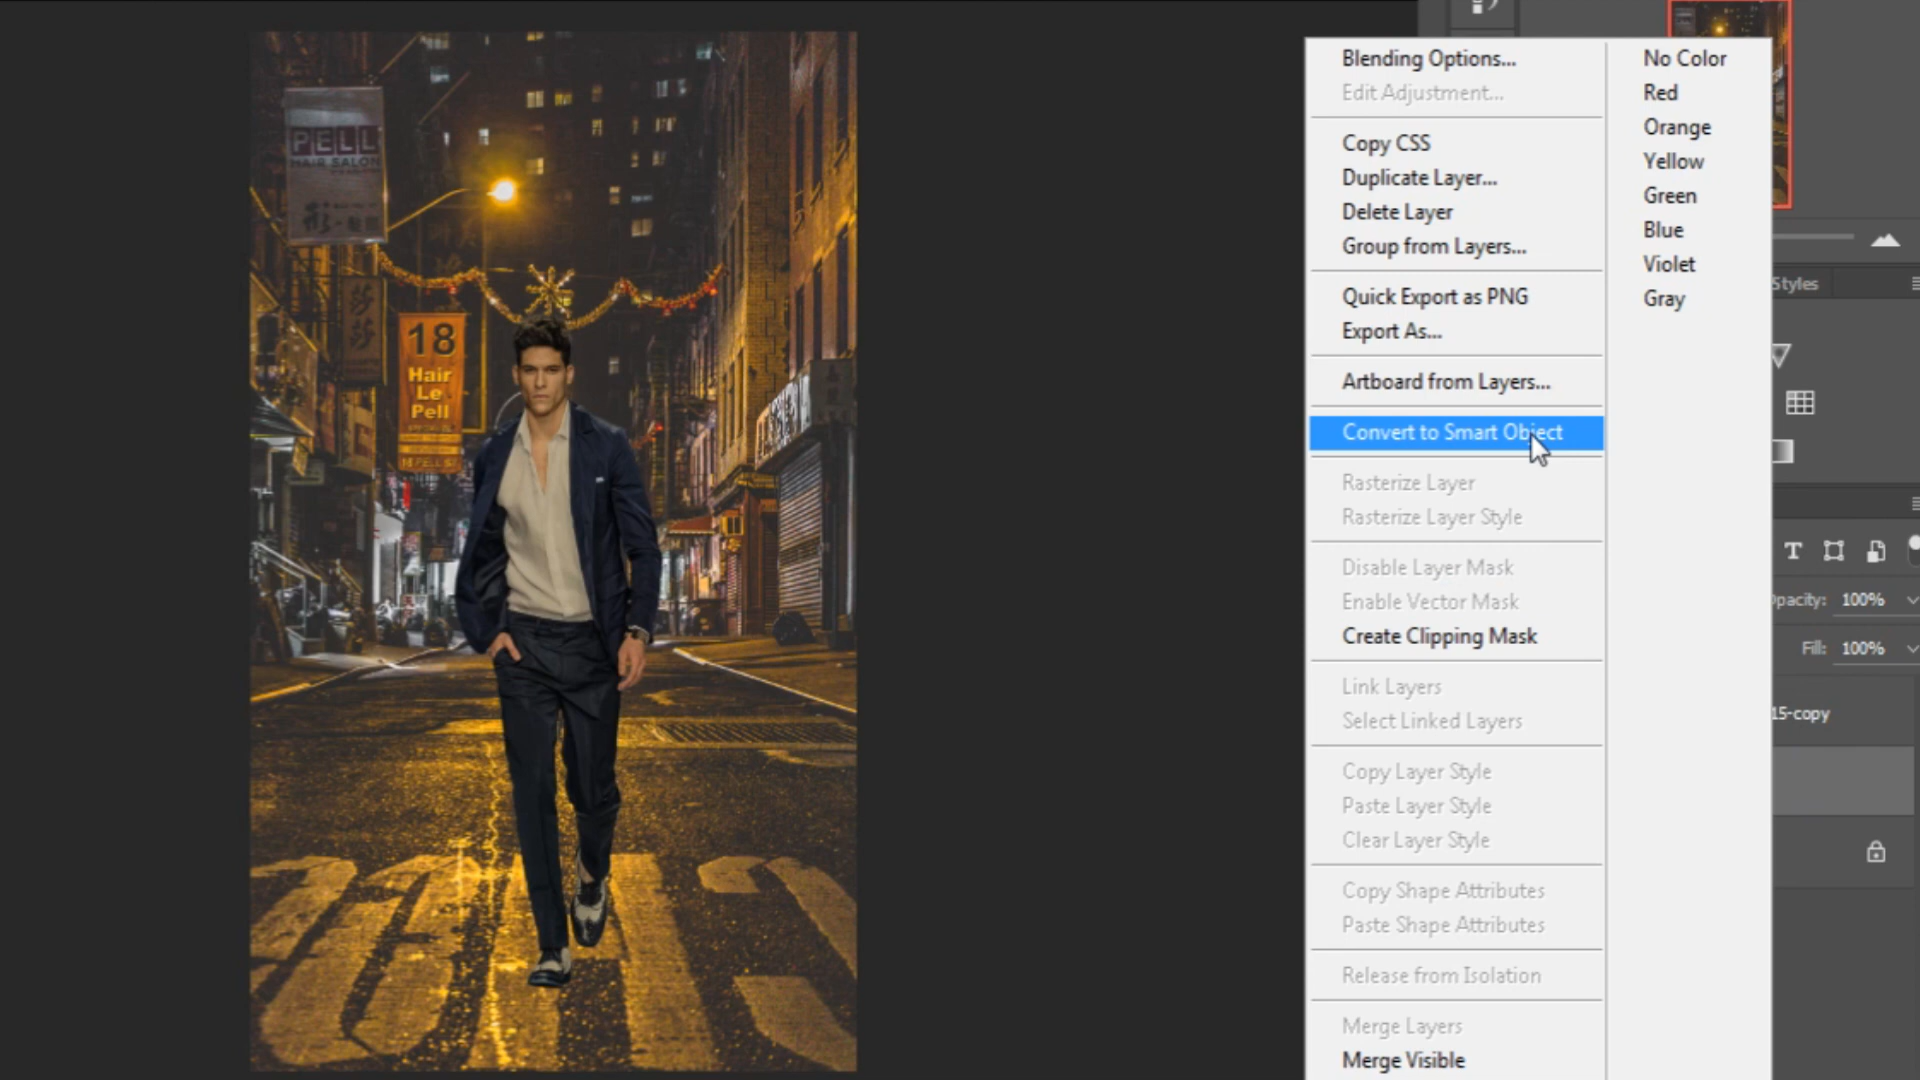 PELL
HAIR SALON
18
Hair
Le
Pell
Blending Options...
Edit Adjustment...
Copy CSS
Duplicate Layer...
Delete Layer
Group from Layers...
Quick Export as PNG
Export As...
Artboard from Layers...
Convert to Smart Object
Rasterize Layer
Rasterize Layer Style
Disable Layer Mask
Enable Vector Mask
Create Clipping Mask
Link Layers
Select Linked Layers
Copy Layer Style
Paste Layer Style
Clear Layer Style
Copy Shape Attributes
Paste Shape Attributes
Release from Isolation
Merge Layers
Merge Visible
No Color
Red
Orange
Yellow
Green
Blue
Violet
Gray
Styles
T
pacity: 100%
Fill: 100%
15-copy